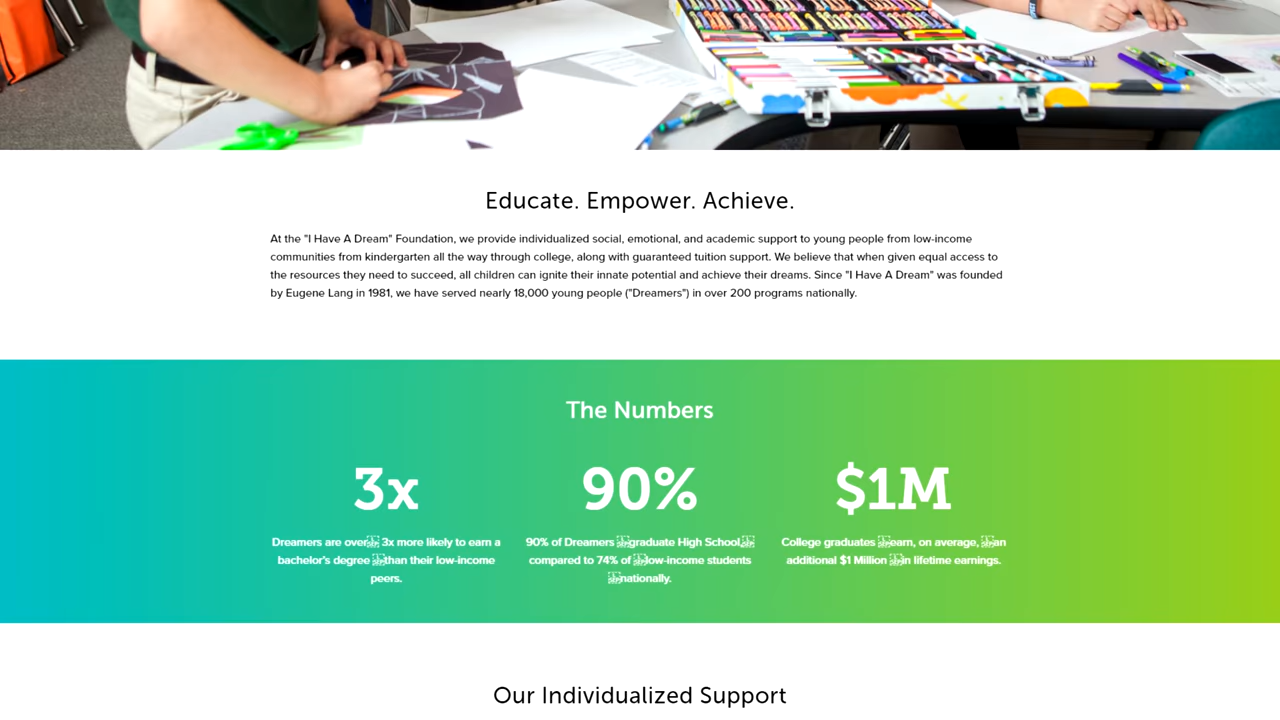 Educate. Empower. Achieve.
At the "I Have A Dream" Foundation, we provide individualized social, emotional, and academic support to young people from low-income
communities from kindergarten all the way through college, along with guaranteed tuition support. We believe that when given equal access to
the resources they need to succeed, all children can ignite their innate potential and achieve their dreams. Since "I Have A Dream" was founded
by Eugene Lang in 1981, we have served nearly 18,000 young people ("Dreamers") in over 200 programs nationally.
The Numbers
3x
Dreamers are over 3x more likely to earn a
bachelor's degree than their low-income
peers.
90%
90% of Dreamers graduate High School,
compared to 74% of low-income students
nationally.
$1M
College graduates earn, on average, an
additional $1 Million in lifetime earnings.
Our Individualized Support